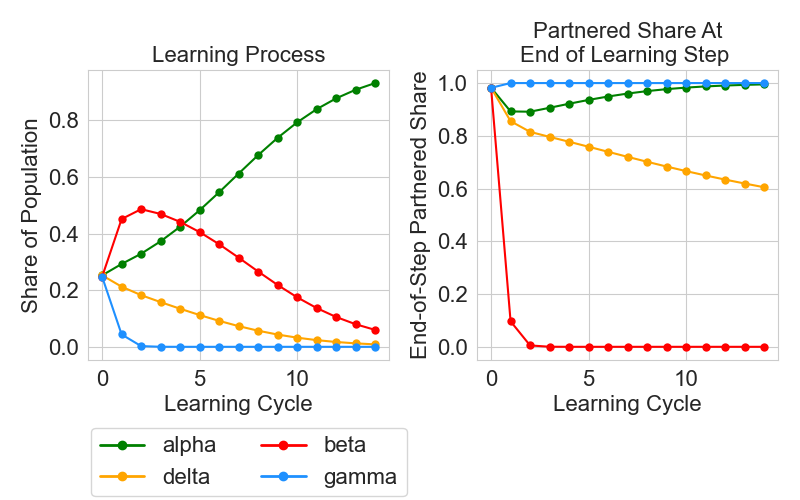 Learning Process
Share of Population
0.8
0.6
0.4
0.2
0.0
0 5 10
Learning Cycle
Partnered Share At
End of Learning Step
End-of-Step Partnered Share
1.0
0.8
0.6
0.4
0.2
0.0
0 5 10
Learning Cycle
alpha beta
delta gamma